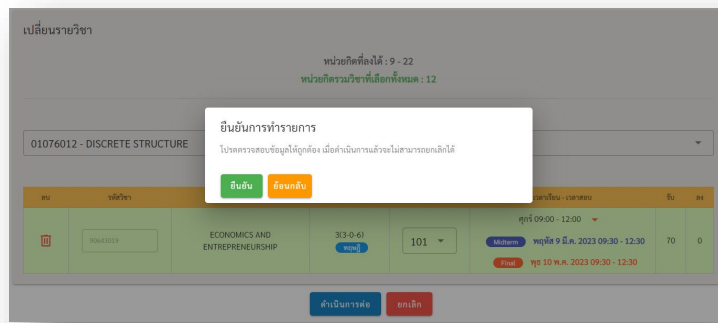 เปลี่ยนรายวิชา
หน่วยกิตที่ลงได้ : 9 - 22
หน่วยกิตรวมวิชาที่เลือกทั้งหมด : 12
ยืนยันการทำรายการ
โปรดตรวจสอบข้อมูลให้ถูกต้อง เมื่อดำเนินการแล้วจะไม่สามารถยกเลิกได้
ยืนยัน ย้อนกลับ
01076012 - DISCRETE STRUCTURE
ลบ รหัสวิชา เวลาเรียน - เวลาสอบ รับ ลง
ศุกร์ 09:00 - 12:00
90643019 ECONOMICS AND ENTREPRENEURSHIP 3(3-0-6) ทฤษฎี 101 Midterm พฤหัส 9 มี.ค. 2023 09:30 - 12:30 70 0
Final พุธ 10 พ.ค. 2023 09:30 - 12:30
ดำเนินการต่อ ยกเลิก